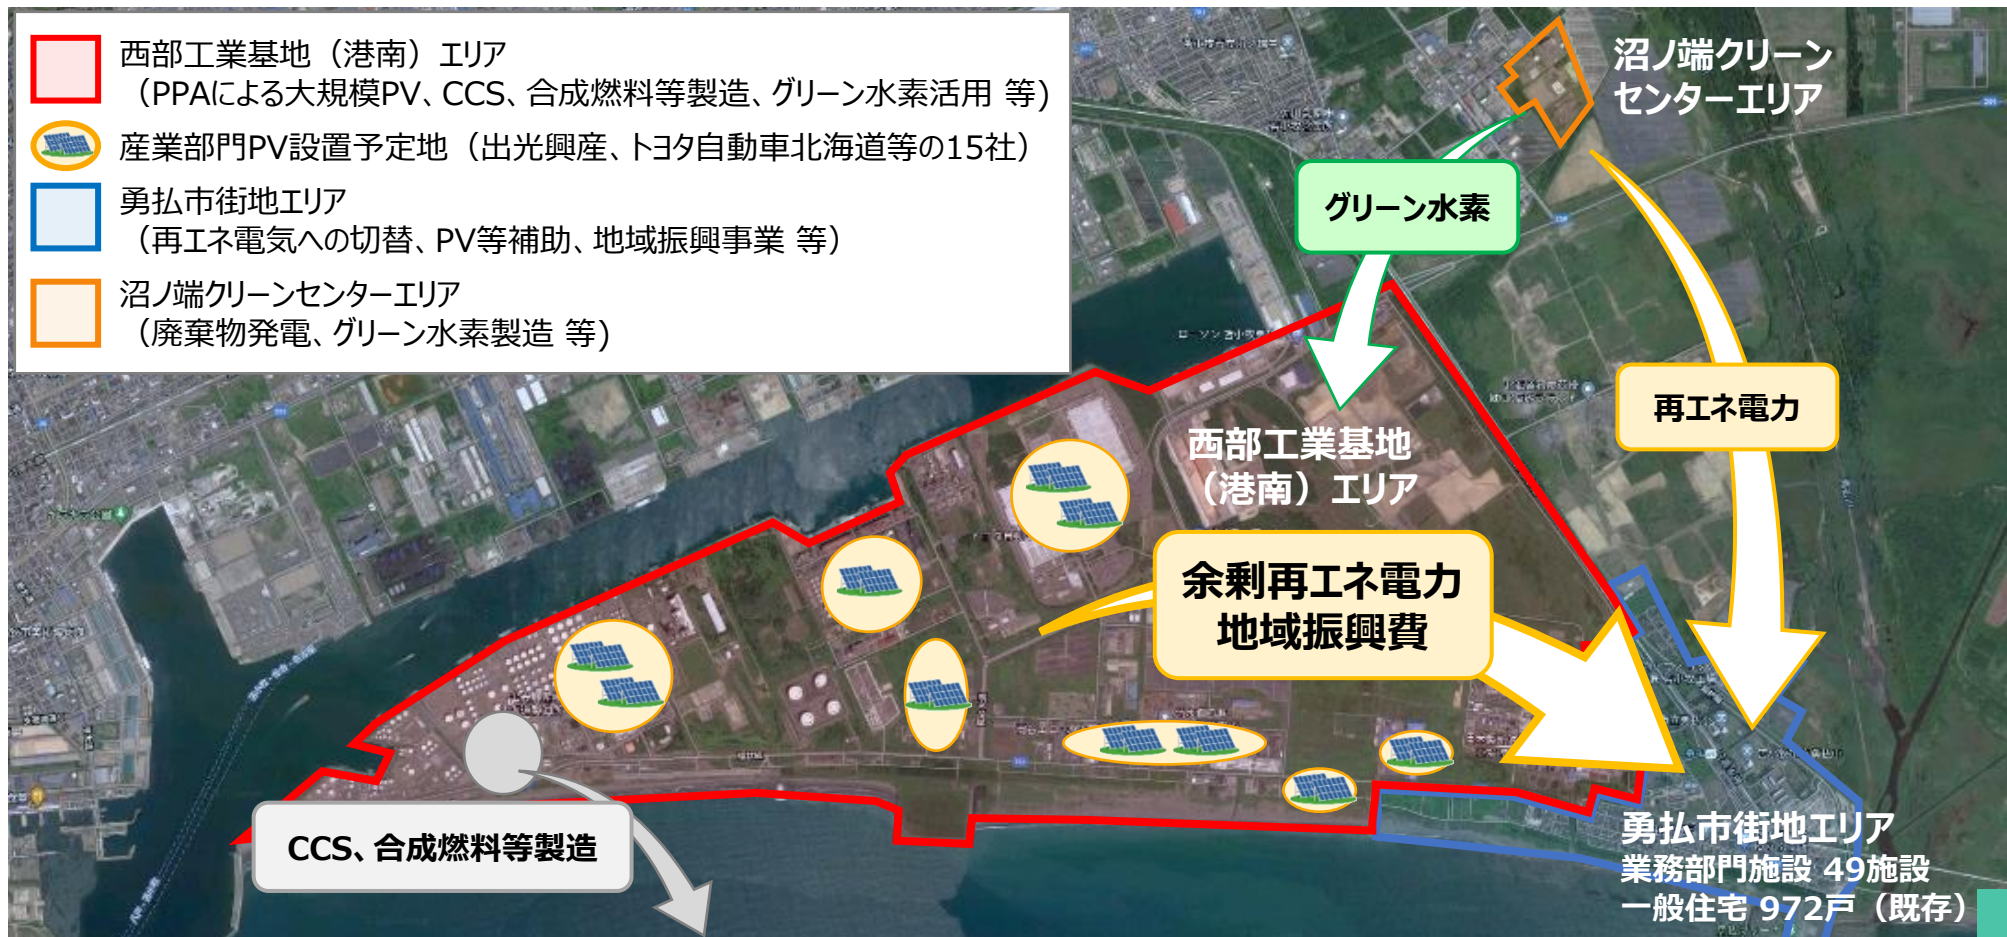 西部工業基地（港南）エリア
（PPAによる大規模PV、CCS、合成燃料等製造、グリーン水素活用 等）
産業部門PV設置予定地（出光興産、トヨタ自動車北海道等の15社）
勇払市街地エリア
（再エネ電気への切替、PV等補助、地域振興事業 等）
沼ノ端クリーンセンターエリア
（廃棄物発電、グリーン水素製造 等）
沼ノ端クリーン
センターエリア
グリーン水素
再エネ電力
西部工業基地
（港南）エリア
余剰再エネ電力
地域振興費
CCS、合成燃料等製造
勇払市街地エリア
業務部門施設 49施設
一般住宅 972戸（既存）